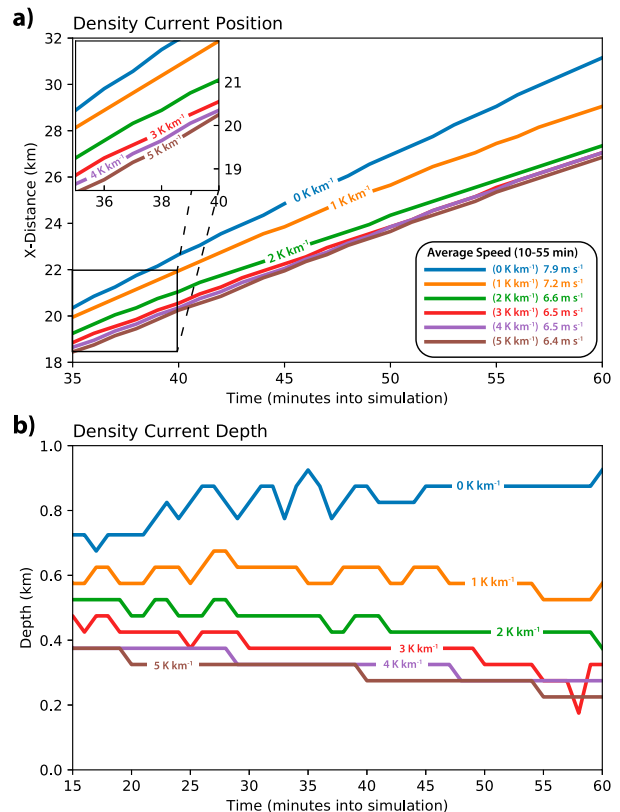 a)
Density Current Position
32
30
28
26
24
22
20
18
X-Distance (km)
21
20
19
36
38
40
3 K km⁻¹
4 K km⁻¹
5 K km⁻¹
0 K km⁻¹
1 K km⁻¹
2 K km⁻¹
Average Speed (10-55 min)
(0 K km⁻¹) 7.9 m s⁻¹
(1 K km⁻¹) 7.2 m s⁻¹
(2 K km⁻¹) 6.6 m s⁻¹
(3 K km⁻¹) 6.5 m s⁻¹
(4 K km⁻¹) 6.5 m s⁻¹
(5 K km⁻¹) 6.4 m s⁻¹
35 40 45 50 55 60
Time (minutes into simulation)
b)
Density Current Depth
1.0
0.8
0.6
0.4
0.2
0.0
Depth (km)
0 K km⁻¹
1 K km⁻¹
2 K km⁻¹
3 K km⁻¹
4 K km⁻¹
5 K km⁻¹
15 20 25 30 35 40 45 50 55 60
Time (minutes into simulation)